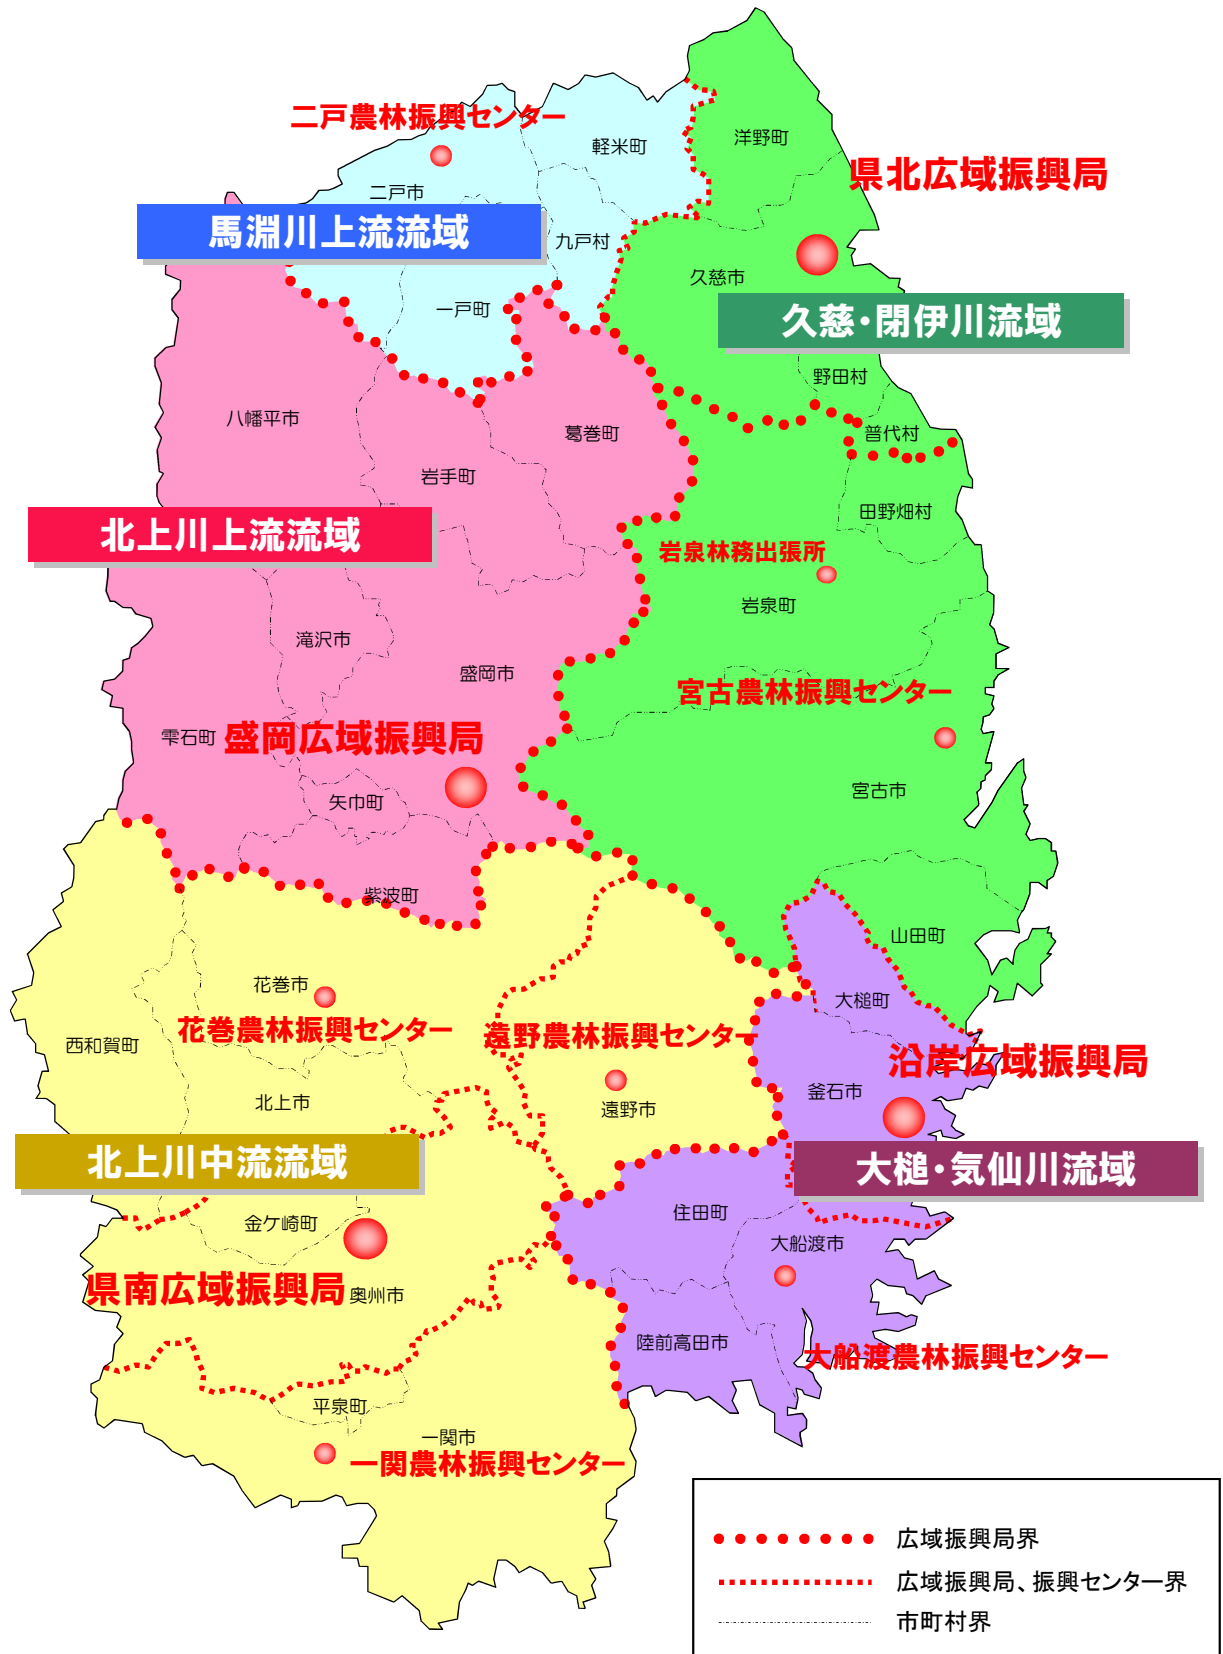 二戸農林振興センター
軽米町
洋野町
県北広域振興局
二戸市
馬淵川上流流域
九戸村
久慈市
一戸町
久慈・閉伊川流域
野田村
八幡平市
葛巻町
普代村
岩手町
田野畑村
北上川上流流域
岩泉林務出張所
岩泉町
滝沢市
盛岡市
宮古農林振興センター
雫石町
盛岡広域振興局
宮古市
矢巾町
紫波町
山田町
花巻市
大槌町
花巻農林振興センター
遠野農林振興センター
西和賀町
沿岸広域振興局
釜石市
北上市
遠野市
北上川中流流域
大槌・気仙川流域
住田町
金ケ崎町
大船渡市
県南広域振興局
奥州市
陸前高田市
大船渡農林振興センター
平泉町
一関市
一関農林振興センター
広域振興局界
広域振興局、振興センター界
市町村界